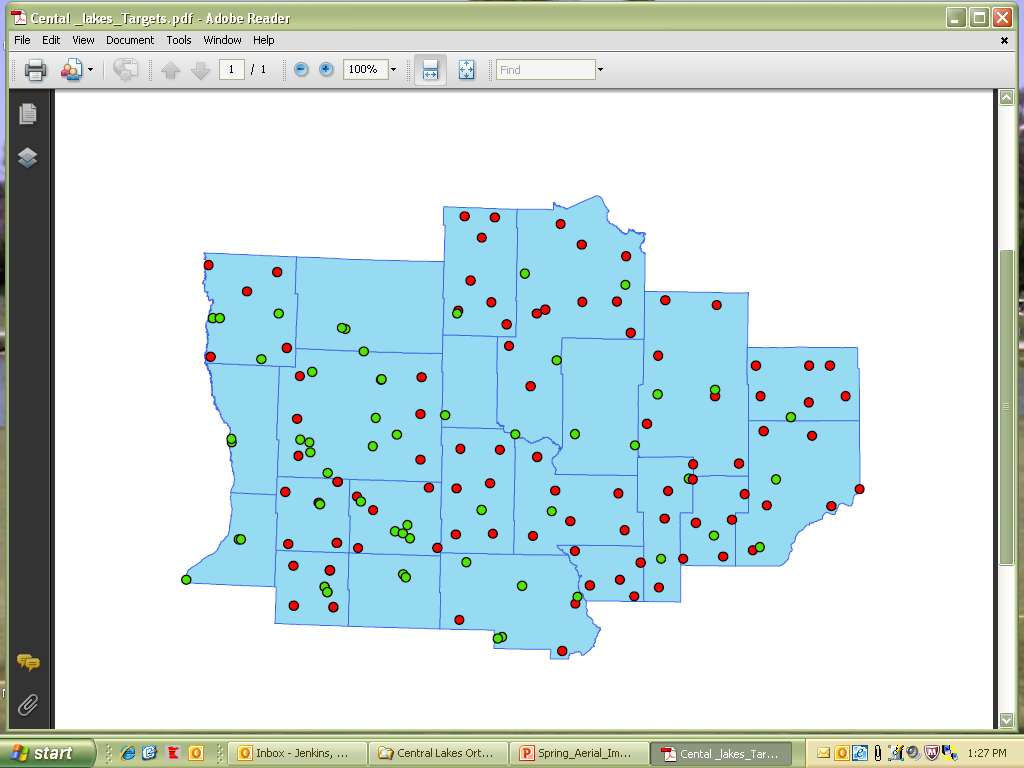 Cental _lakes_Targets.pdf - Adobe Reader
File Edit View Document Tools Window Help
1 / 1 100% Find
start Inbox - Jenkins, ... Central Lakes Ort... Spring_Aerial_Im... Cental _lakes_Tar... 1:27 PM